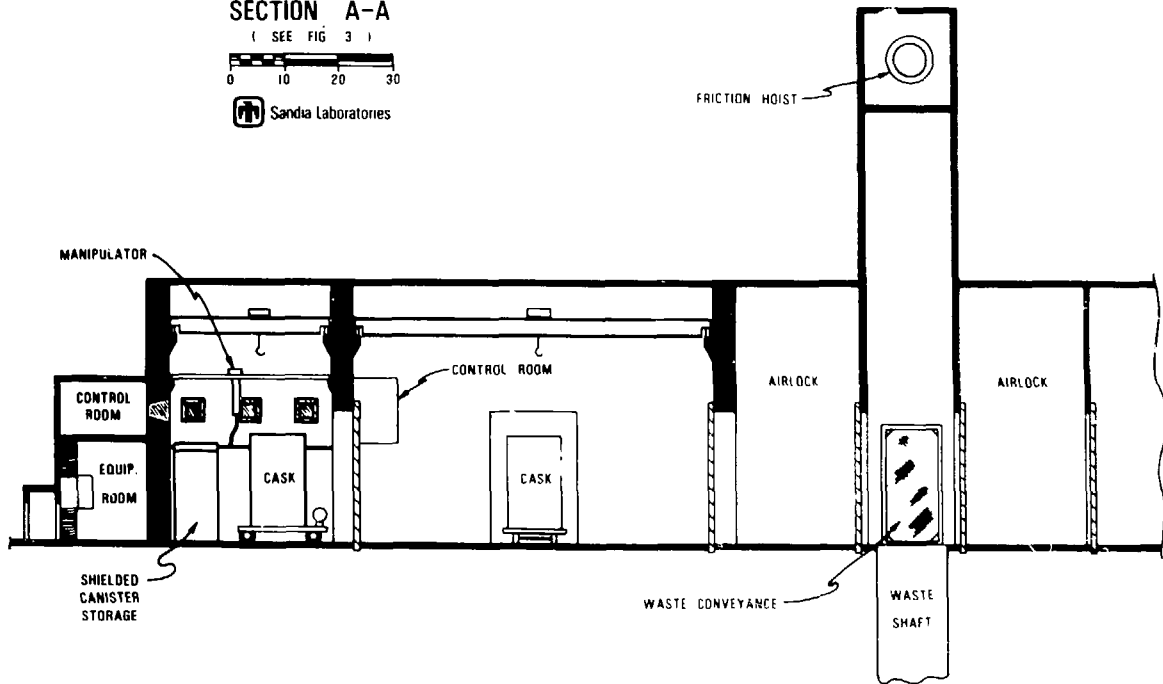 SECTION A-A
( SEE FIG 3 )
0 10 20 30
Sandia Laboratories
FRICTION HOIST
MANIPULATOR
CONTROL ROOM
AIRLOCK
AIRLOCK
CONTROL
ROOM
EQUIP.
ROOM
CASK
CASK
SHIELDED
CANISTER
STORAGE
WASTE CONVEYANCE
WASTE
SHAFT